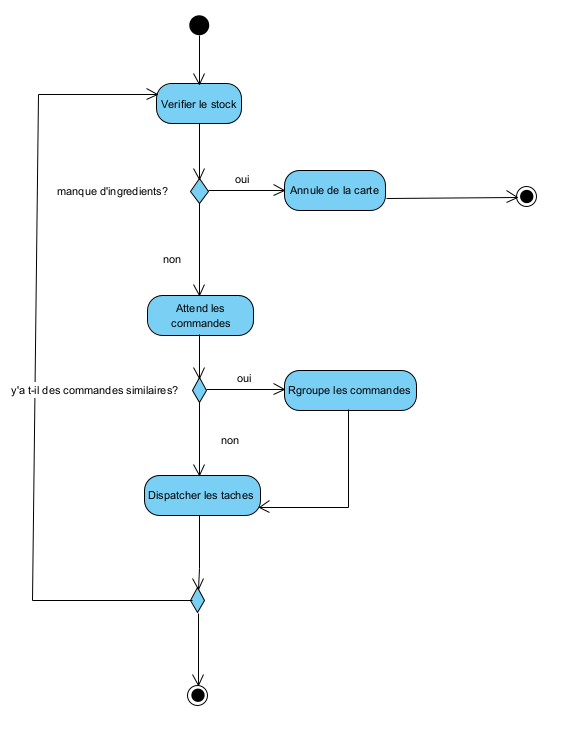 Verifier le stock
manque d'ingredients?
oui
Annule de la carte
non
Attend les
commandes
y'a t-il des commandes similaires?
oui
Rgroupe les commandes
non
Dispatcher les taches